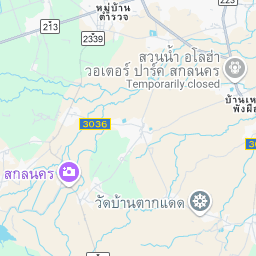 หมู่บ้าน
ตำรวจ
213
2339
สวนน้ำ อโลฮ่า
วอเตอร์ ปาร์ค สกลนคร
Temporarily closed
3036
สกลนคร
วัดบ้านตากแดด